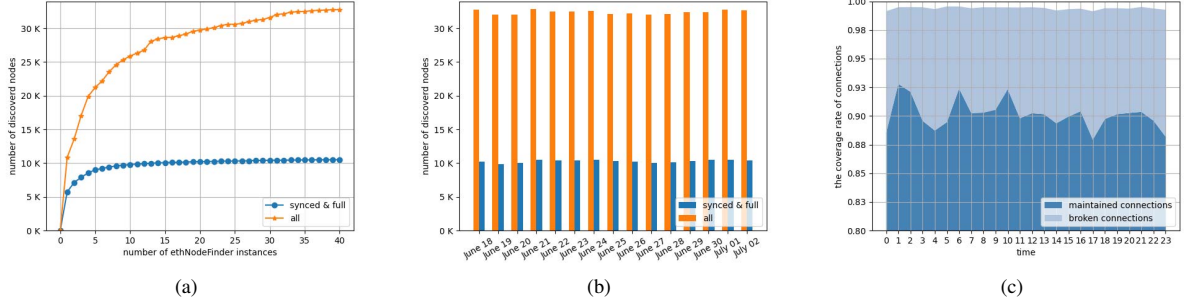 30 K
25 K
20 K
15 K
10 K
5 K
0 K
number of discoverd nodes
0 5 10 15 20 25 30 35 40
number of ethNodeFinder instances
synced & full
all
(a)
30 K
25 K
20 K
15 K
10 K
5 K
0 K
number of discoverd nodes
June 18 June 19 June 20 June 21 June 22 June 23 June 24 June 25 June 26 June 27 June 28 June 29 June 30 July 01 July 02
synced & full
all
(b)
1.00
0.98
0.95
0.93
0.90
0.88
0.85
0.83
0.80
the coverage rate of connections
0 1 2 3 4 5 6 7 8 9 10 11 12 13 14 15 16 17 18 19 20 21 22 23
time
maintained connections
broken connections
(c)